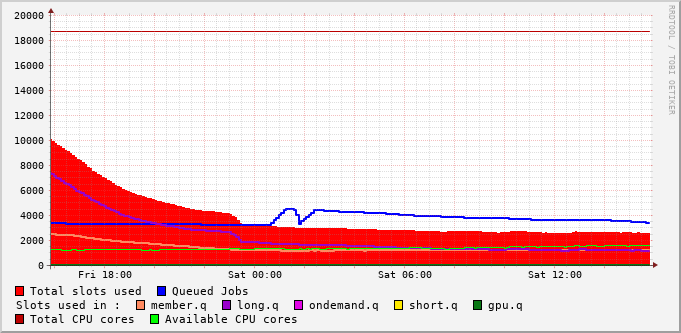 20000
18000
16000
14000
12000
10000
8000
6000
4000
2000
0
RRDTOOL / TOBI OETIKER
Fri 18:00 Sat 00:00 Sat 06:00 Sat 12:00
Total slots used Queued Jobs
Slots used in : member.q long.q ondemand.q short.q gpu.q
Total CPU cores Available CPU cores